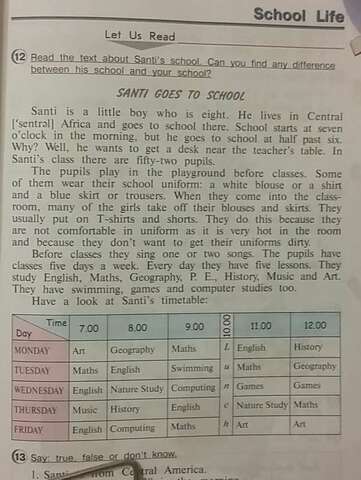 School Life
Let Us Read
12 Read the text about Santi's school. Can you find any difference
between his school and your school?
SANTI GOES TO SCHOOL
Santi is a little boy who is eight. He lives in Central
['sentrəl] Africa and goes to school there. School starts at seven
o'clock in the morning, but he goes to school at half past six.
Why? Well, he wants to get a desk near the teacher's table. In
Santi's class there are fifty-two pupils.
The pupils play in the playground before classes. Some
of them wear their school uniform: a white blouse or a shirt
and a blue skirt or trousers. When they come into the class-
room, many of the girls take off their blouses and skirts. They
usually put on T-shirts and shorts. They do this because they
are not comfortable in uniform as it is very hot in the room
and because they don't want to get their uniforms dirty.
Before classes they sing one or two songs. The pupils have
classes five days a week. Every day they have five lessons. They
study English, Maths, Geography, P. E., History, Music and Art.
They have swimming, games and computer studies too.
Have a look at Santi's timetable:
Time Day 7.00 8.00 9.00 10.00 11.00 12.00
MONDAY Art Geography Maths L English History
TUESDAY Maths English Swimming u Maths Geography
WEDNESDAY English Nature Study Computing n Games Games
THURSDAY Music History English c Nature Study Maths
FRIDAY English Computing Maths h Art Art
13 Say: true, false or don't know.
1. Santi from Central America.